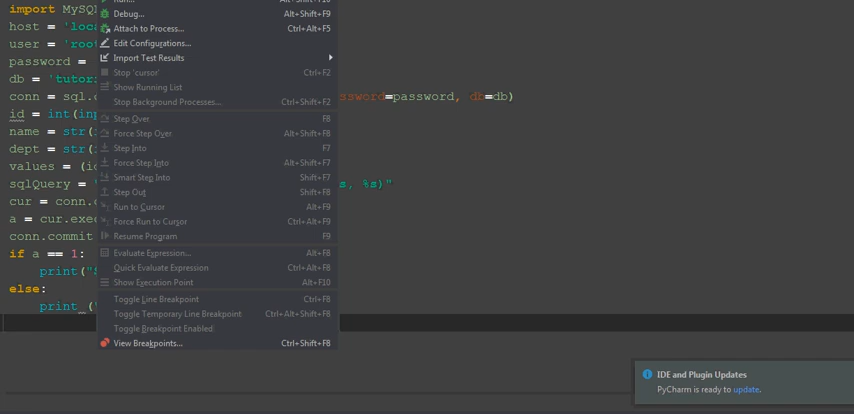 import MySQL
Debug... Alt+Shift+F9
host = 'loca
Attach to Process... Ctrl+Alt+F5
user = 'root
Edit Configurations...
Import Test Results
password =
Stop 'cursor' Ctrl+F2
db = 'tutori
Show Running List
conn = sql.c ssword=password, db=db)
Stop Background Processes... Ctrl+Shift+F2
id = int(inp
Step Over F8
name = str(i
Force Step Over Alt+Shift+F8
dept = str(i
Step Into F7
Force Step Into Alt+Shift+F7
values = (id
Smart Step Into Shift+F7
sqlQuery = " s, %s)"
Step Out Shift+F8
cur = conn.c
Run to Cursor Alt+F9
a = cur.exec
Force Run to Cursor Ctrl+Alt+F9
conn.commit
Resume Program F9
if a == 1:
Evaluate Expression... Alt+F8
print("S
Quick Evaluate Expression Ctrl+Alt+F8
Show Execution Point Alt+F10
else:
Toggle Line Breakpoint Ctrl+F8
print ("
Toggle Temporary Line Breakpoint Ctrl+Alt+Shift+F8
Toggle Breakpoint Enabled
View Breakpoints... Ctrl+Shift+F8
IDE and Plugin Updates
PyCharm is ready to update.